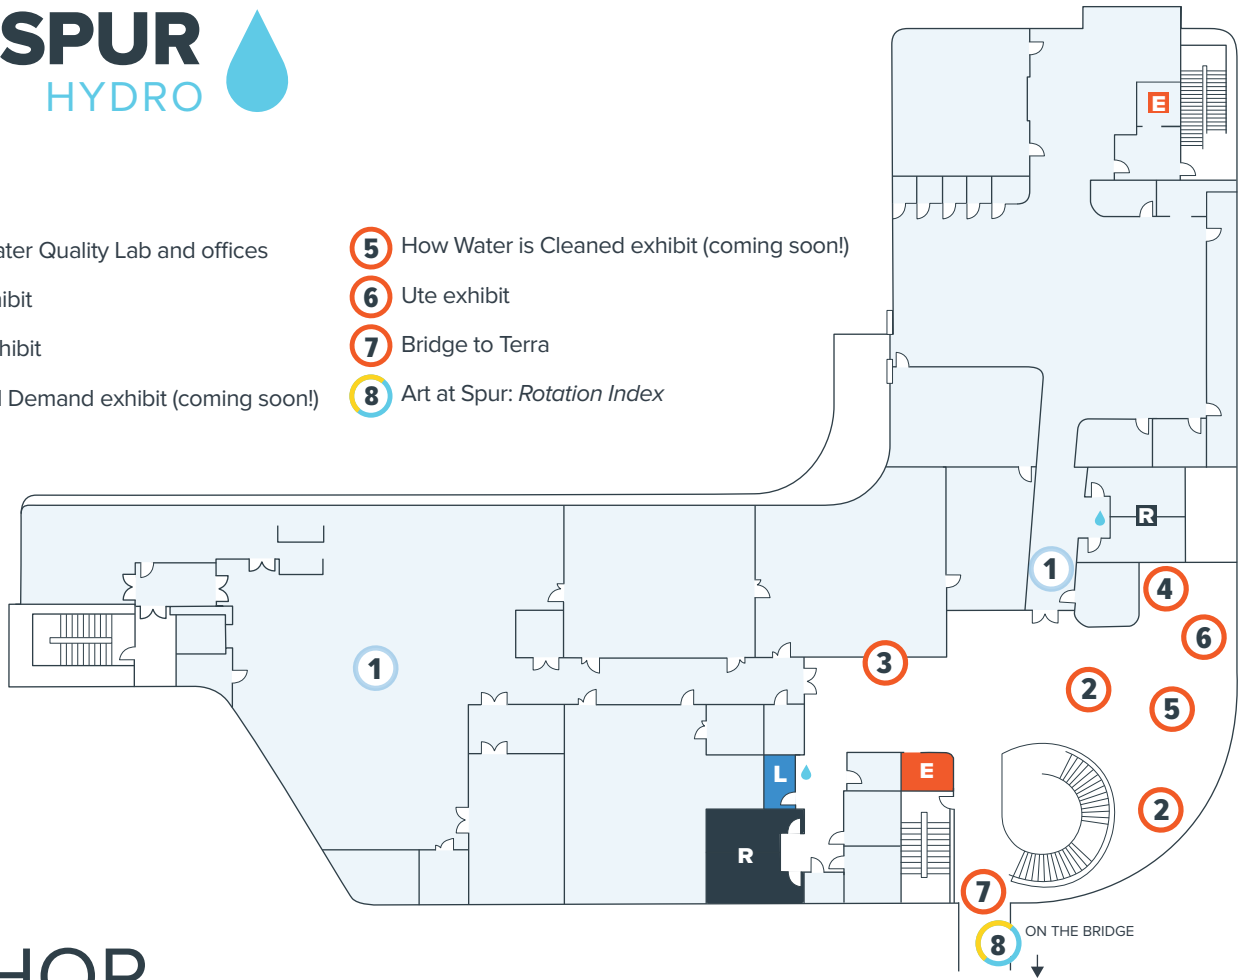 SPUR
HYDRO
ater Quality Lab and offices
hibit
hibit
d Demand exhibit (coming soon!)
5 How Water is Cleaned exhibit (coming soon!)
6 Ute exhibit
7 Bridge to Terra
8 Art at Spur: Rotation Index
E
R
1
4
6
1
3
2
5
L
E
2
R
7
8 ON THE BRIDGE
HOP